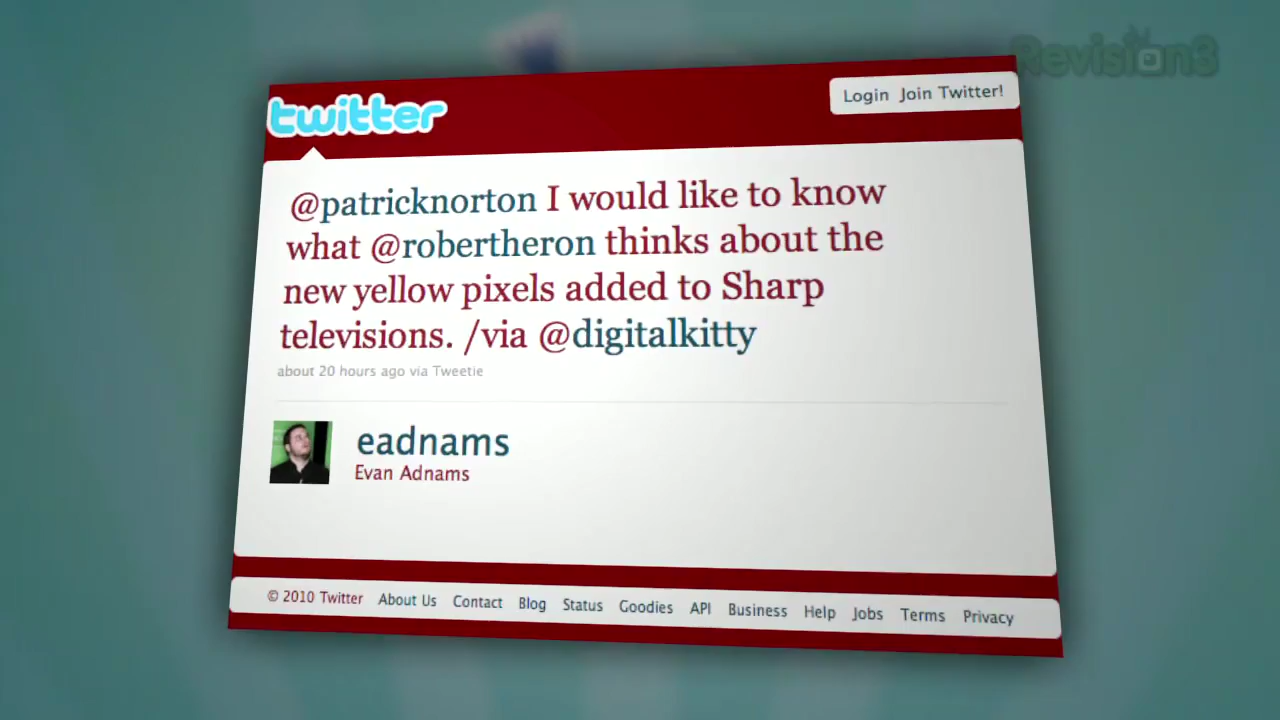 Revision3
twitter
Login Join Twitter!
@patricknorton I would like to know
what @robertheron thinks about the
new yellow pixels added to Sharp
televisions. /via @digitalkitty
about 20 hours ago via Tweetie
eadnams
Evan Adnams
© 2010 Twitter About Us Contact Blog Status Goodies API Business Help Jobs Terms Privacy